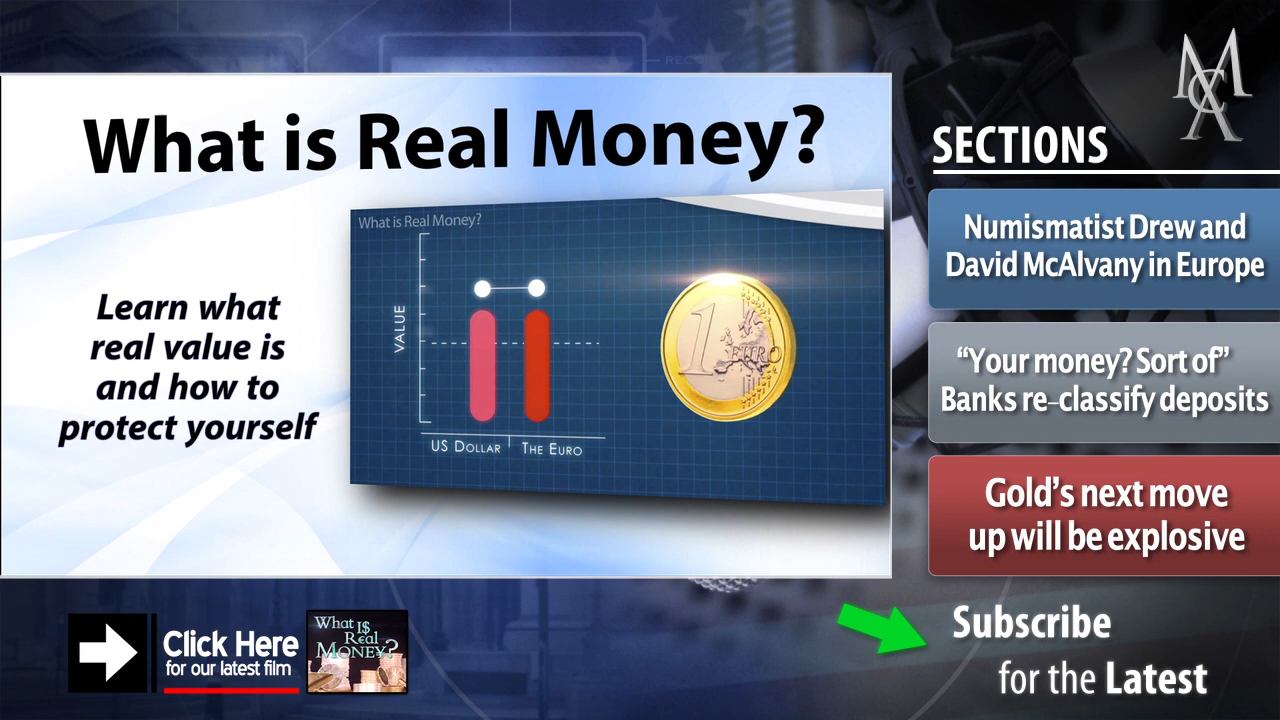 What is Real Money?
Learn what
real value is
and how to
protect yourself
What is Real Money?
VALUE
US DOLLAR
THE EURO
1
EURO
MCA
SECTIONS
Numismatist Drew and
David McAlvany in Europe
“Your money? Sort of”
Banks re-classify deposits
Gold’s next move
up will be explosive
Click Here
for our latest film
What I$
Real
Money?
Subscribe
for the Latest
REC